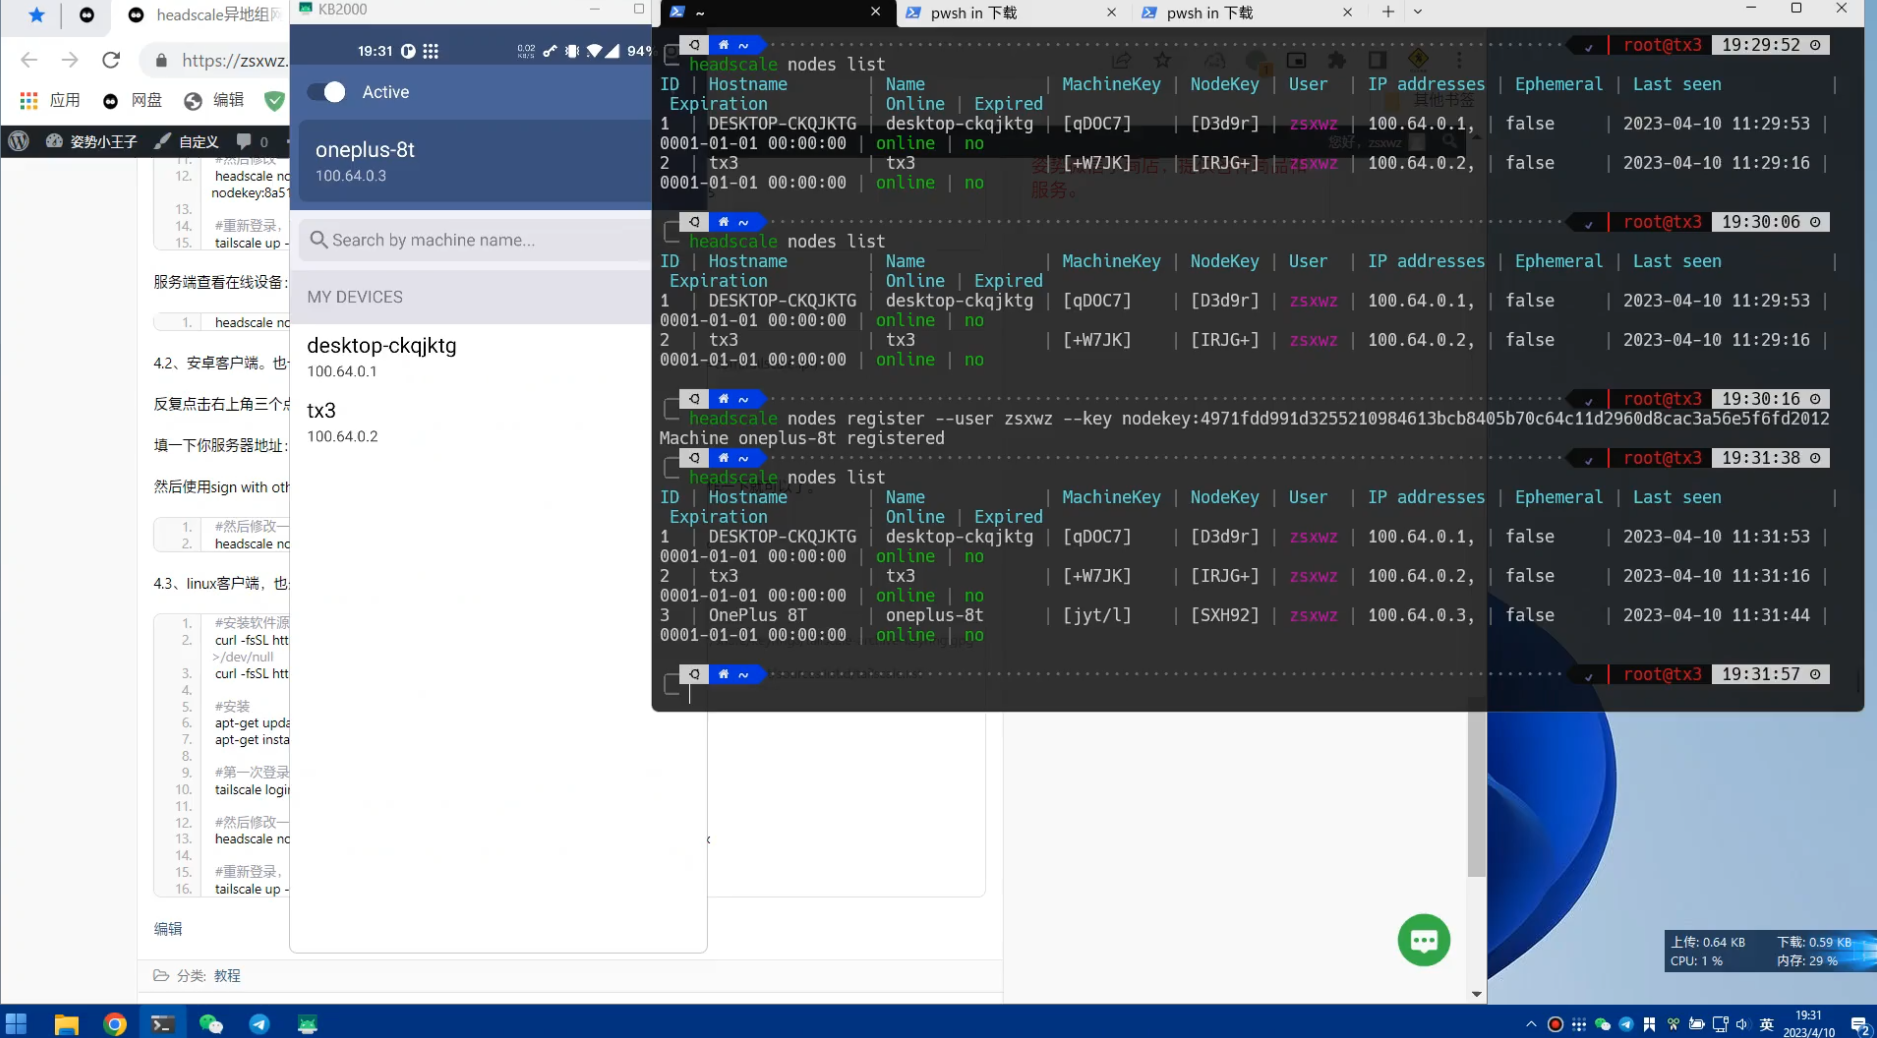 headscale异地组网
https://zsxwz.
应用
网盘
编辑
姿势小王子
自定义
0
12.
headscale no
nodekey:8a51
13.
14.
#重新登录，
15.
tailscale up -
服务端查看在线设备：
1.
headscale no
4.2、安卓客户端。也
反复点击右上角三个点
填一下你服务器地址：
然后使用sign with oth
1.
#然后修改一
2.
headscale no
4.3、linux客户端，也
1.
#安装软件源
2.
curl -fsSL htt
>/dev/null
3.
curl -fsSL htt
4.
5.
#安装
6.
apt-get upda
7.
apt-get insta
8.
9.
#第一次登录
10.
tailscale login
11.
12.
#然后修改一
13.
headscale no
14.
15.
#重新登录，
16.
tailscale up -
编辑
分类: 教程
KB2000
19:31
0.02
KB/S
94%
Active
oneplus-8t
100.64.0.3
Search by machine name...
MY DEVICES
desktop-ckqjktg
100.64.0.1
tx3
100.64.0.2
~
pwsh in 下载
pwsh in 下载
~ root@tx3 19:29:52
headscale nodes list
ID | Hostname | Name | MachineKey | NodeKey | User | IP addresses | Ephemeral | Last seen |
Expiration | Online | Expired
其他书签
1 | DESKTOP-CKQJKTG | desktop-ckqjktg | [qDOC7] | [D3d9r] | zsxwz | 100.64.0.1, | false | 2023-04-10 11:29:53 |
0001-01-01 00:00:00 | online | no
您好, zsxwz
2 | tx3 | tx3 | [+W7JK] | [IRJG+] | zsxwz | 100.64.0.2, | false | 2023-04-10 11:29:16 |
0001-01-01 00:00:00 | online | no
服务。
~ root@tx3 19:30:06
headscale nodes list
ID | Hostname | Name | MachineKey | NodeKey | User | IP addresses | Ephemeral | Last seen |
Expiration | Online | Expired
1 | DESKTOP-CKQJKTG | desktop-ckqjktg | [qDOC7] | [D3d9r] | zsxwz | 100.64.0.1, | false | 2023-04-10 11:29:53 |
0001-01-01 00:00:00 | online | no
2 | tx3 | tx3 | [+W7JK] | [IRJG+] | zsxwz | 100.64.0.2, | false | 2023-04-10 11:29:16 |
0001-01-01 00:00:00 | online | no
~ root@tx3 19:30:16
headscale nodes register --user zsxwz --key nodekey:4971fdd991d3255210984613bcb8405b70c64c11d2960d8cac3a56e5f6fd2012
Machine oneplus-8t registered
~ root@tx3 19:31:38
headscale nodes list
ID | Hostname | Name | MachineKey | NodeKey | User | IP addresses | Ephemeral | Last seen |
Expiration | Online | Expired
1 | DESKTOP-CKQJKTG | desktop-ckqjktg | [qDOC7] | [D3d9r] | zsxwz | 100.64.0.1, | false | 2023-04-10 11:31:53 |
0001-01-01 00:00:00 | online | no
2 | tx3 | tx3 | [+W7JK] | [IRJG+] | zsxwz | 100.64.0.2, | false | 2023-04-10 11:31:16 |
0001-01-01 00:00:00 | online | no
3 | OnePlus 8T | oneplus-8t | [jyt/l] | [SXH92] | zsxwz | 100.64.0.3, | false | 2023-04-10 11:31:44 |
0001-01-01 00:00:00 | online | no
~ root@tx3 19:31:57
上传: 0.64 KB 下载: 0.59 KB
CPU: 1 % 内存: 29 %
英
19:31
2023/4/10
2